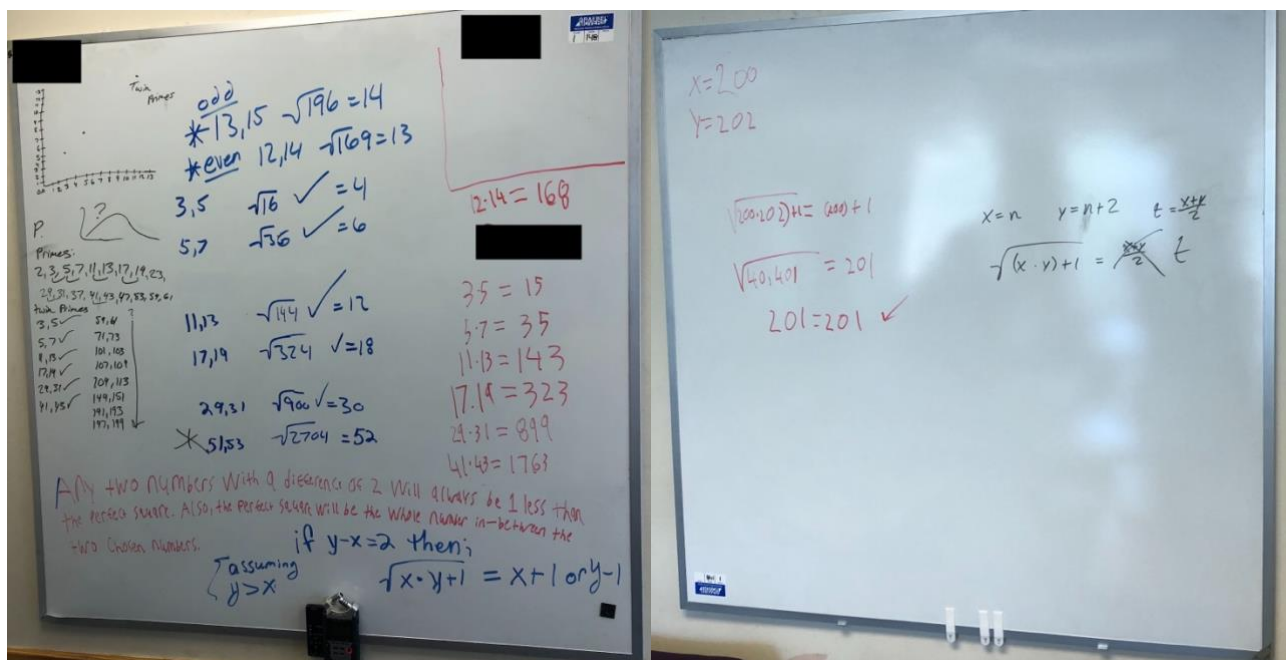 twin
Primes
odd
*13,15 √196 = 14
*even 12,14 √169 = 13
3,5 √16 ✓ = 4
5,7 √36 ✓ = 6
11,13 √144 ✓ = 12
17,19 √324 ✓ = 18
29,31 √900 ✓ = 30
*51,53 √2704 = 52
P.
?
Primes:
2,3,5,7,11,13,17,19,23,
29,31,37,41,43,47,53,59,61
twin Primes
3,5 ✓
5,7 ✓
11,13 ✓
17,19 ✓
29,31 ✓
41,43 ✓
?
59,61
71,73
101,103
107,109
109,113
149,151
191,193
197,199
12·14 = 168
3·5 = 15
5·7 = 35
11·13 = 143
17·19 = 323
29·31 = 899
41·43 = 1763
Any two numbers with a difference of 2 will always be 1 less than
the perfect square. Also, the perfect square will be the whole number in-between the
two chosen numbers.
if y-x=2 then;
assuming
y>x
√x·y+1 = x+1 or y-1
x=200
y=202
√(200·202)+1 = (200)+1
√40,401 = 201
201=201 ✓
x=n y=n+2 t=x+y/2
√(x·y)+1 = x+y/2 t